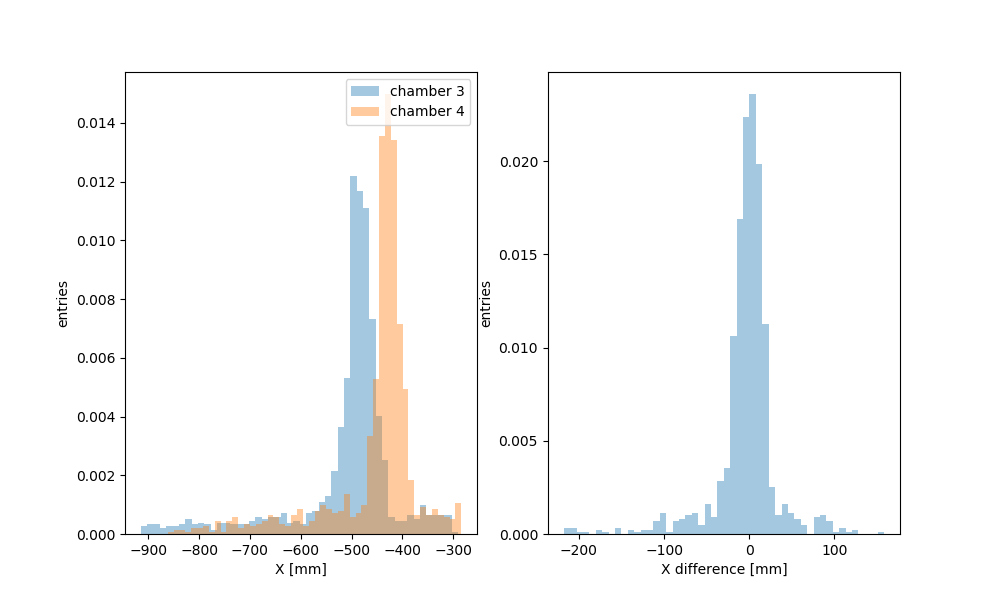 chamber 3
chamber 4
entries
0.014
0.012
0.010
0.008
0.006
0.004
0.002
0.000
−900 −800 −700 −600 −500 −400 −300
X [mm]
entries
0.020
0.015
0.010
0.005
0.000
−200 −100 0 100
X difference [mm]